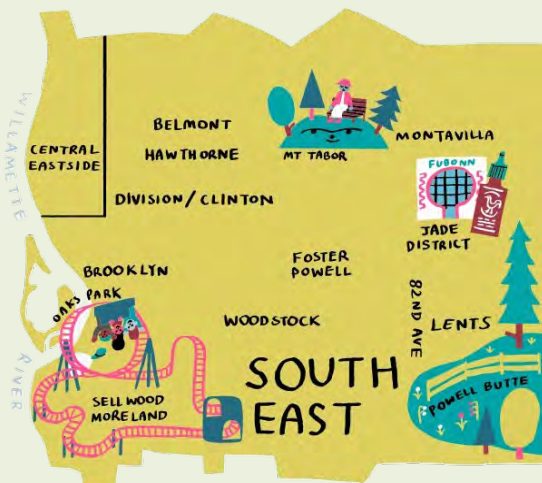 WILLAMETTE
RIVER
CENTRAL
EASTSIDE
BELMONT
HAWTHORNE
DIVISION/CLINTON
MT TABOR
MONTAVILLA
FUBONN
JADE
DISTRICT
BROOKLYN
OAKS PARK
FOSTER
POWELL
82ND AVE
WOODSTOCK
LENTS
SELLWOOD
MORELAND
SOUTH
EAST
POWELL BUTTE